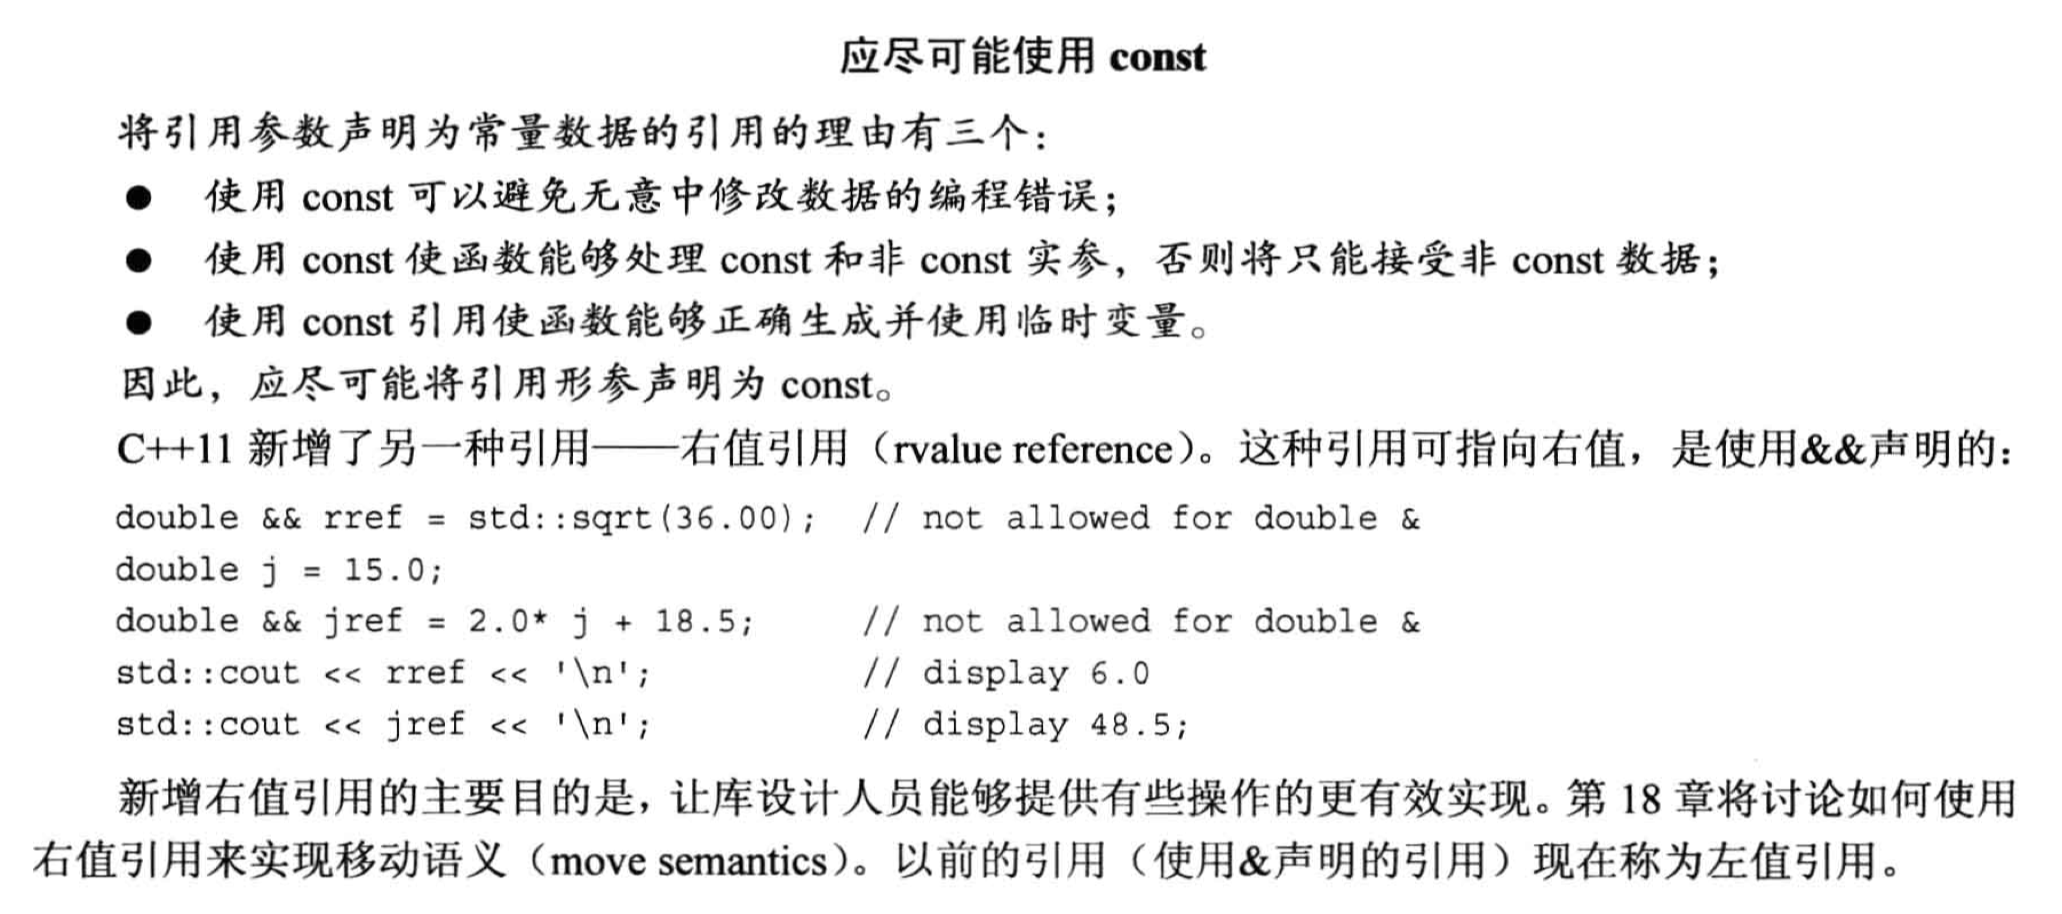 应尽可能使用 const
将引用参数声明为常量数据的引用的理由有三个：
● 使用 const 可以避免无意中修改数据的编程错误；
● 使用 const 使函数能够处理 const 和非 const 实参，否则将只能接受非 const 数据；
● 使用 const 引用使函数能够正确生成并使用临时变量。
因此，应尽可能将引用形参声明为 const。
C++11 新增了另一种引用——右值引用（rvalue reference）。这种引用可指向右值，是使用&&声明的：
double && rref = std::sqrt(36.00);  // not allowed for double &
double j = 15.0;
double && jref = 2.0* j + 18.5;     // not allowed for double &
std::cout << rref << '\n';          // display 6.0
std::cout << jref << '\n';          // display 48.5;
新增右值引用的主要目的是，让库设计人员能够提供有些操作的更有效实现。第 18 章将讨论如何使用
右值引用来实现移动语义（move semantics）。以前的引用（使用&声明的引用）现在称为左值引用。